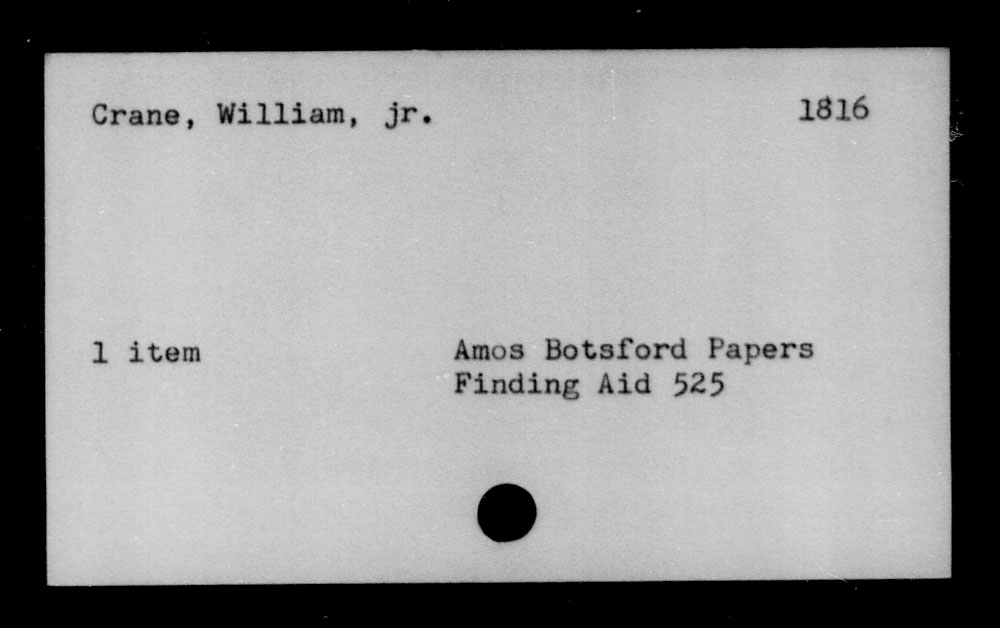 Crane, William, jr. 1816
1 item Amos Botsford Papers
Finding Aid 525